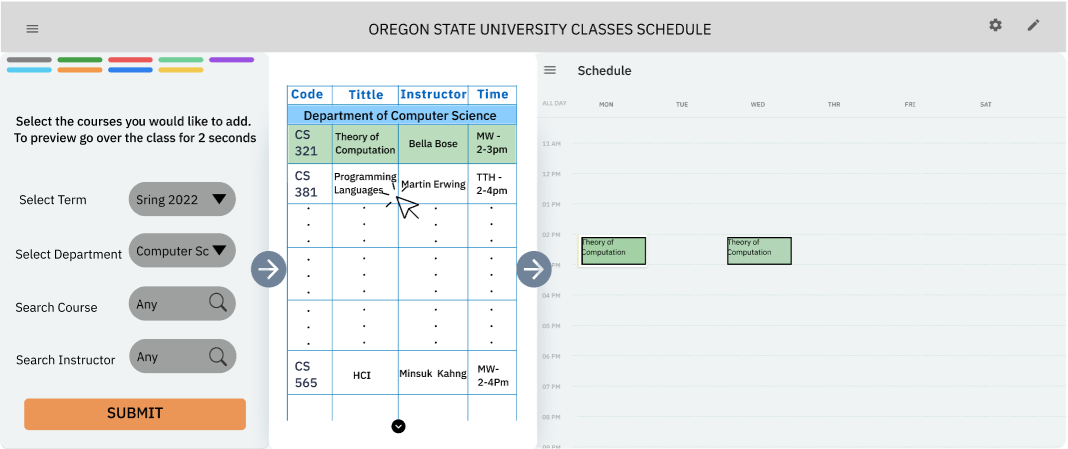 OREGON STATE UNIVERSITY CLASSES SCHEDULE
Select the courses you would like to add.
To preview go over the class for 2 seconds
Select Term
Sring 2022
Select Department
Computer Sc
Search Course
Any
Search Instructor
Any
SUBMIT
Code Tittle Instructor Time
Department of Computer Science
CS
321
Theory of
Computation
Bella Bose
MW -
2-3pm
CS
381
Programming
Languages
Martin Erwing
TTH -
2-4pm
CS
565
HCI
Minsuk Kahng
MW-
2-4Pm
Schedule
ALL DAY MON TUE WED THR FRI SAT
11 AM
12 PM
01 PM
02 PM
Theory of
Computation
Theory of
Computation
04 PM
05 PM
06 PM
07 PM
08 PM
09 PM